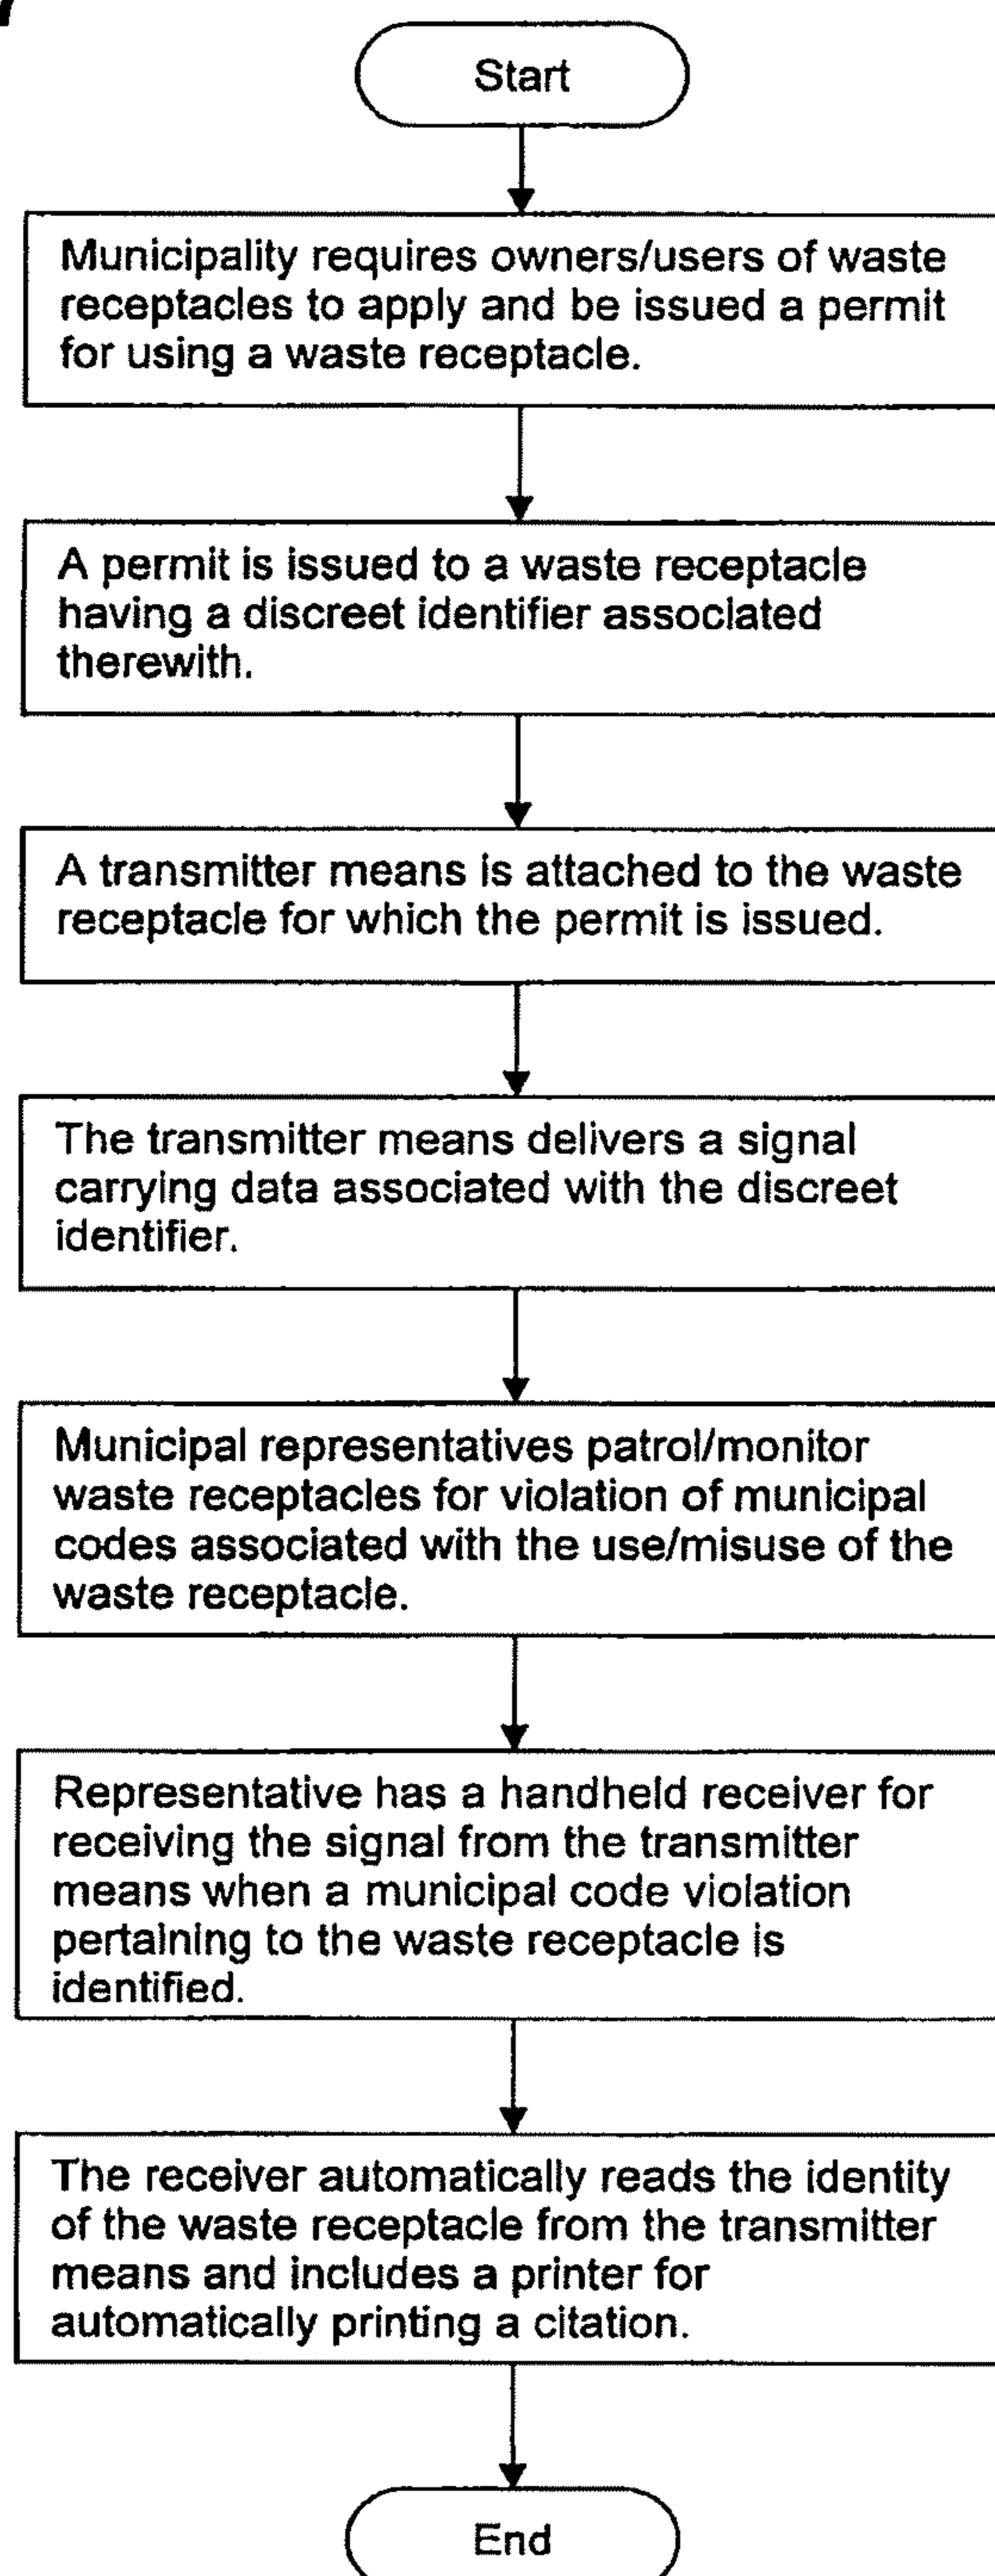 Start
Municipality requires owners/users of waste
receptacles to apply and be issued a permit
for using a waste receptacle.
A permit is issued to a waste receptacle
having a discreet identifier associated
therewith.
A transmitter means is attached to the waste
receptacle for which the permit is issued.
The transmitter means delivers a signal
carrying data associated with the discreet
identifier.
Municipal representatives patrol/monitor
waste receptacles for violation of municipal
codes associated with the use/misuse of the
waste receptacle.
Representative has a handheld receiver for
receiving the signal from the transmitter
means when a municipal code violation
pertaining to the waste receptacle is
identified.
The receiver automatically reads the identity
of the waste receptacle from the transmitter
means and includes a printer for
automatically printing a citation.
End